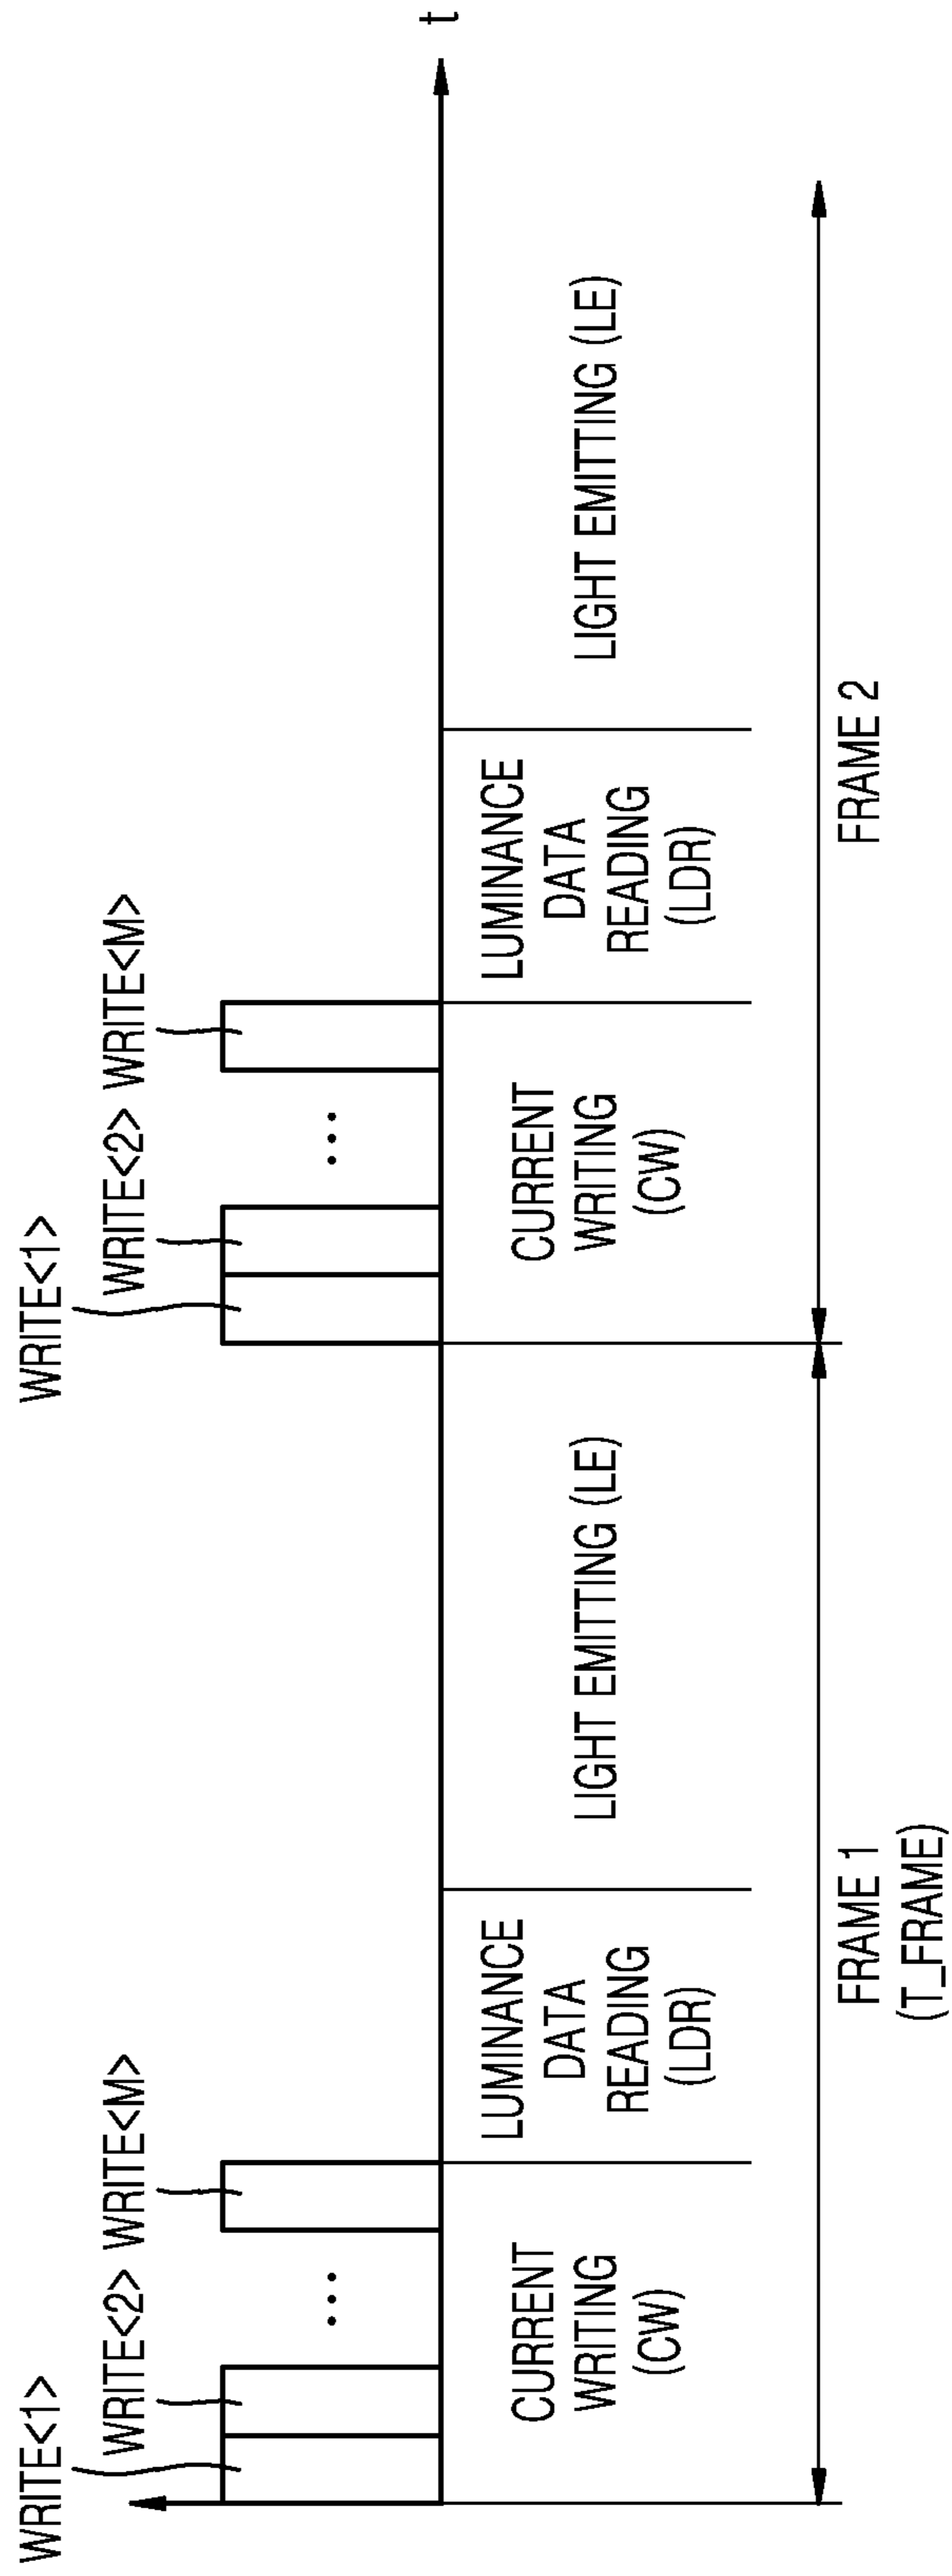 WRITE<1>
WRITE<2> WRITE<M>
WRITE<1>
WRITE<2> WRITE<M>
...
...
t
CURRENT
WRITING
(CW)
LUMINANCE
DATA
READING
(LDR)
LIGHT EMITTING (LE)
CURRENT
WRITING
(CW)
LUMINANCE
DATA
READING
(LDR)
LIGHT EMITTING (LE)
FRAME 1
(T_FRAME)
FRAME 2